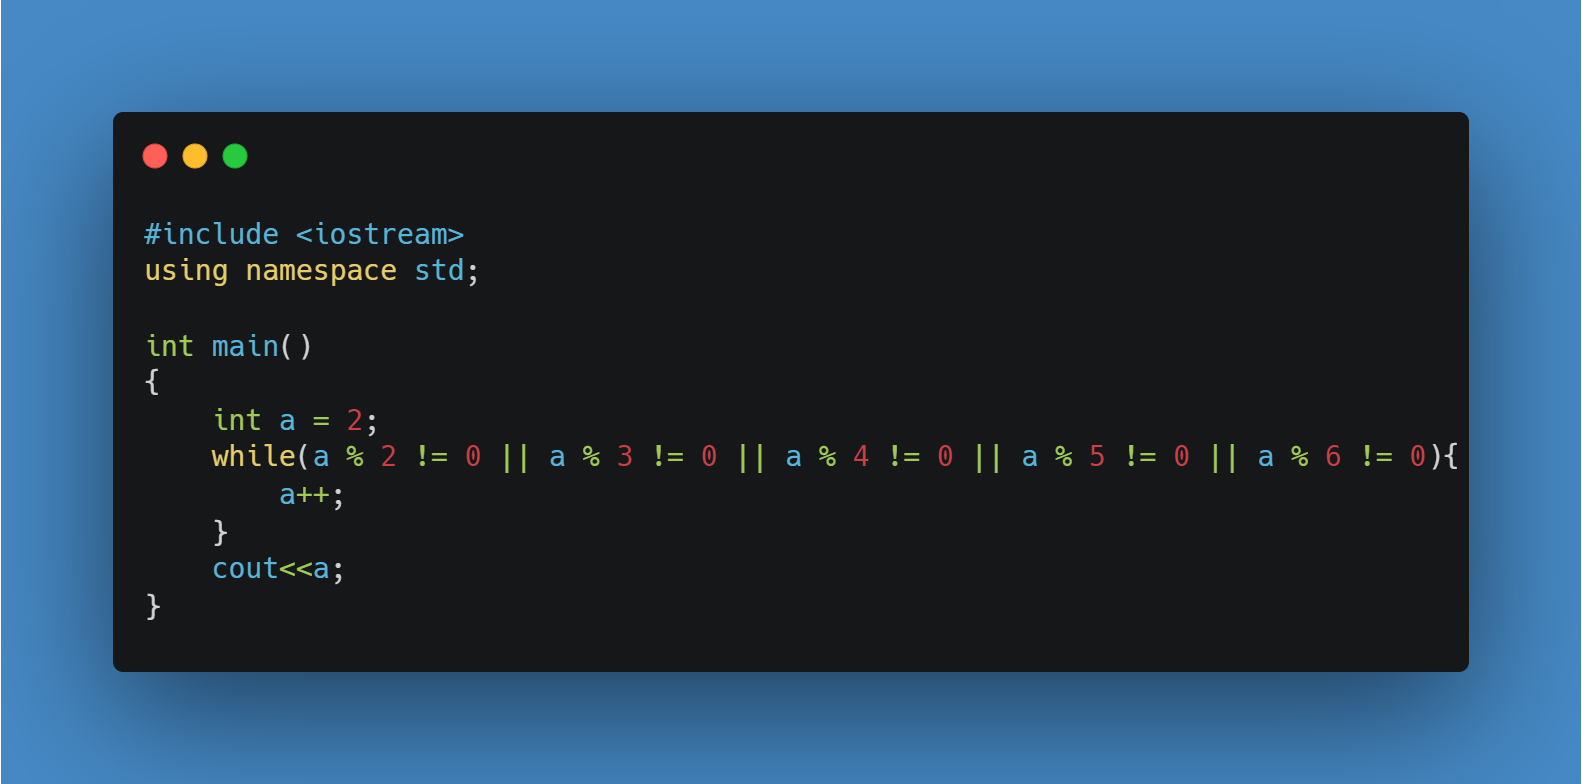 #include <iostream>
using namespace std;
int main()
{
    int a = 2;
    while(a % 2 != 0 || a % 3 != 0 || a % 4 != 0 || a % 5 != 0 || a % 6 != 0){
        a++;
    }
    cout<<a;
}